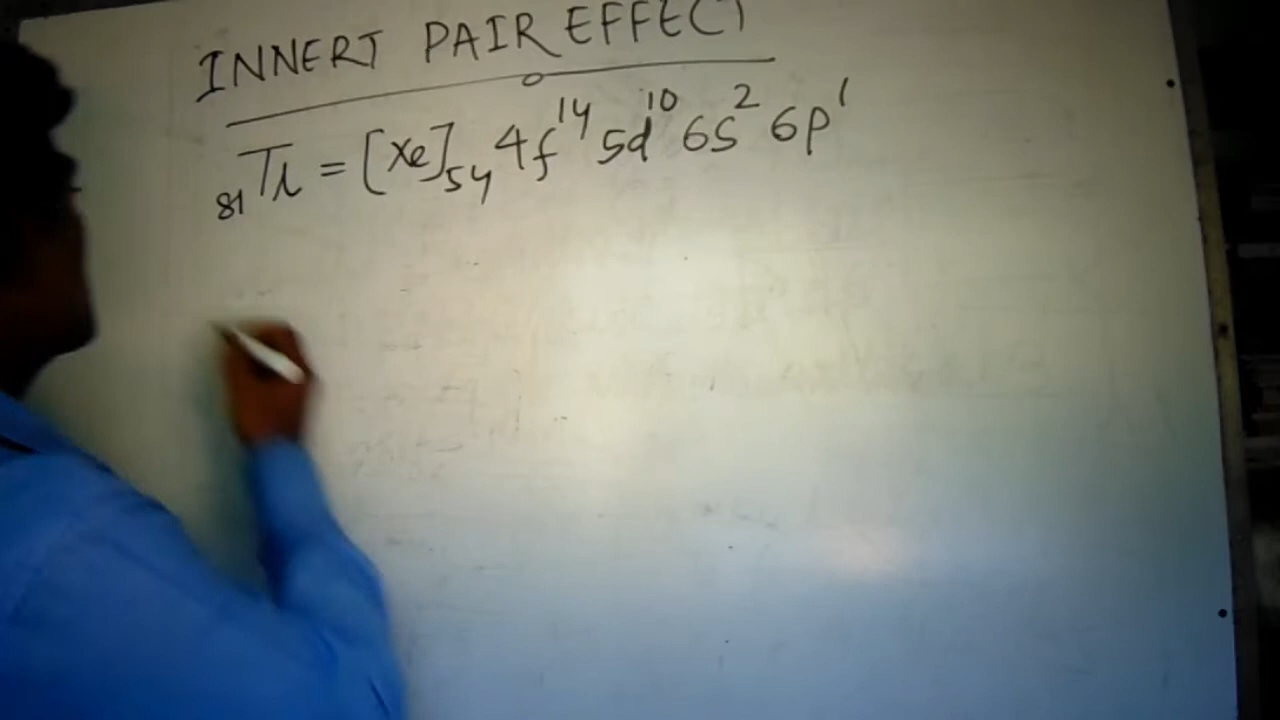 INNERT PAIR EFFECT
₈₁Tl = [Xe]₅₄ 4f¹⁴ 5d¹⁰ 6s² 6p¹